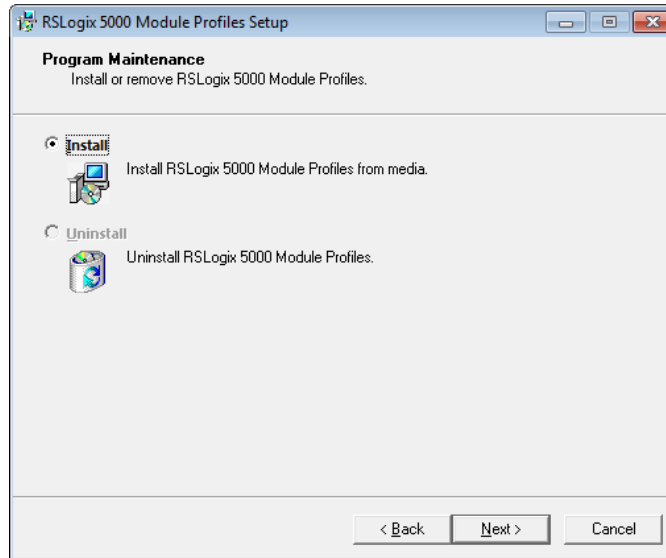 RSLogix 5000 Module Profiles Setup
Program Maintenance
Install or remove RSLogix 5000 Module Profiles.
Install
Install RSLogix 5000 Module Profiles from media.
Uninstall
Uninstall RSLogix 5000 Module Profiles.
< Back Next > Cancel